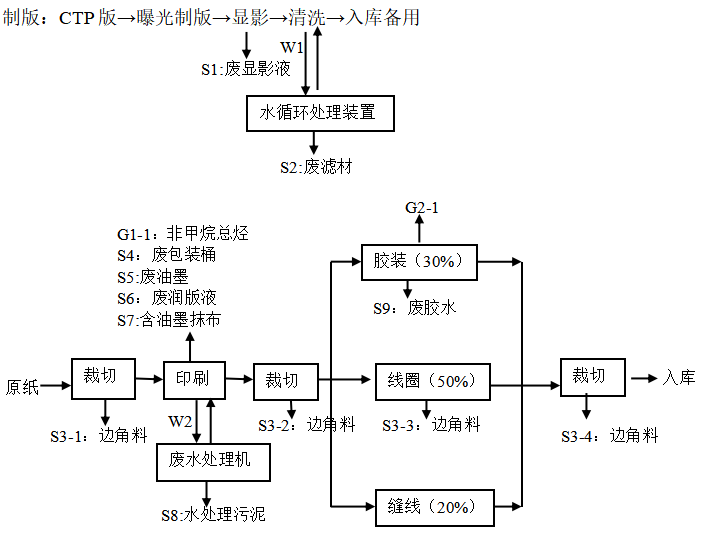 制版：CTP版→曝光制版→显影→清洗→入库备用
W1
S1:废显影液
水循环处理装置
S2:废滤材
G2-1
G1-1：非甲烷总烃
S4：废包装桶
S5:废油墨
S6：废润版液
S7:含油墨抹布
胶装（30%）
S9：废胶水
原纸
裁切
印刷
裁切
线圈（50%）
裁切
入库
W2
S3-1：边角料
S3-2：边角料
S3-3：边角料
S3-4：边角料
废水处理机
S8:水处理污泥
缝线（20%）